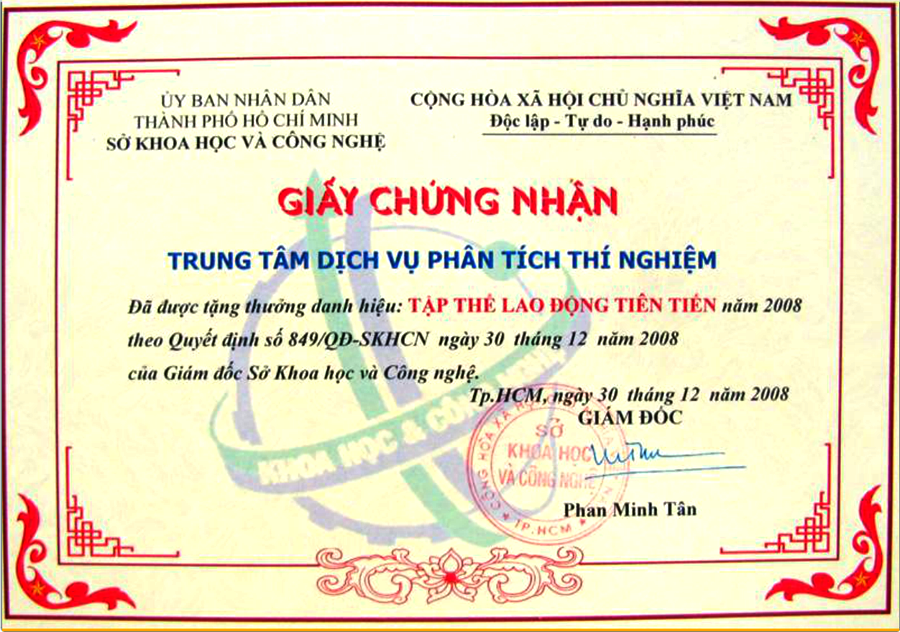 ỦY BAN NHÂN DÂN
THÀNH PHỐ HỒ CHÍ MINH
SỞ KHOA HỌC VÀ CÔNG NGHỆ
CỘNG HÒA XÃ HỘI CHỦ NGHĨA VIỆT NAM
Độc lập - Tự do - Hạnh phúc
GIẤY CHỨNG NHẬN
TRUNG TÂM DỊCH VỤ PHÂN TÍCH THÍ NGHIỆM
Đã được tặng thưởng danh hiệu: TẬP THỂ LAO ĐỘNG TIÊN TIẾN năm 2008
theo Quyết định số 849/QĐ-SKHCN ngày 30 tháng 12 năm 2008
của Giám đốc Sở Khoa học và Công nghệ.
Tp.HCM, ngày 30 tháng 12 năm 2008
GIÁM ĐỐC
SỞ
KHOA HỌC
VÀ CÔNG NGHỆ
★ TP.HCM ★
CỘNG HÒA XÃ
KHOA HỌC & CÔNG NGHỆ
Phan Minh Tân